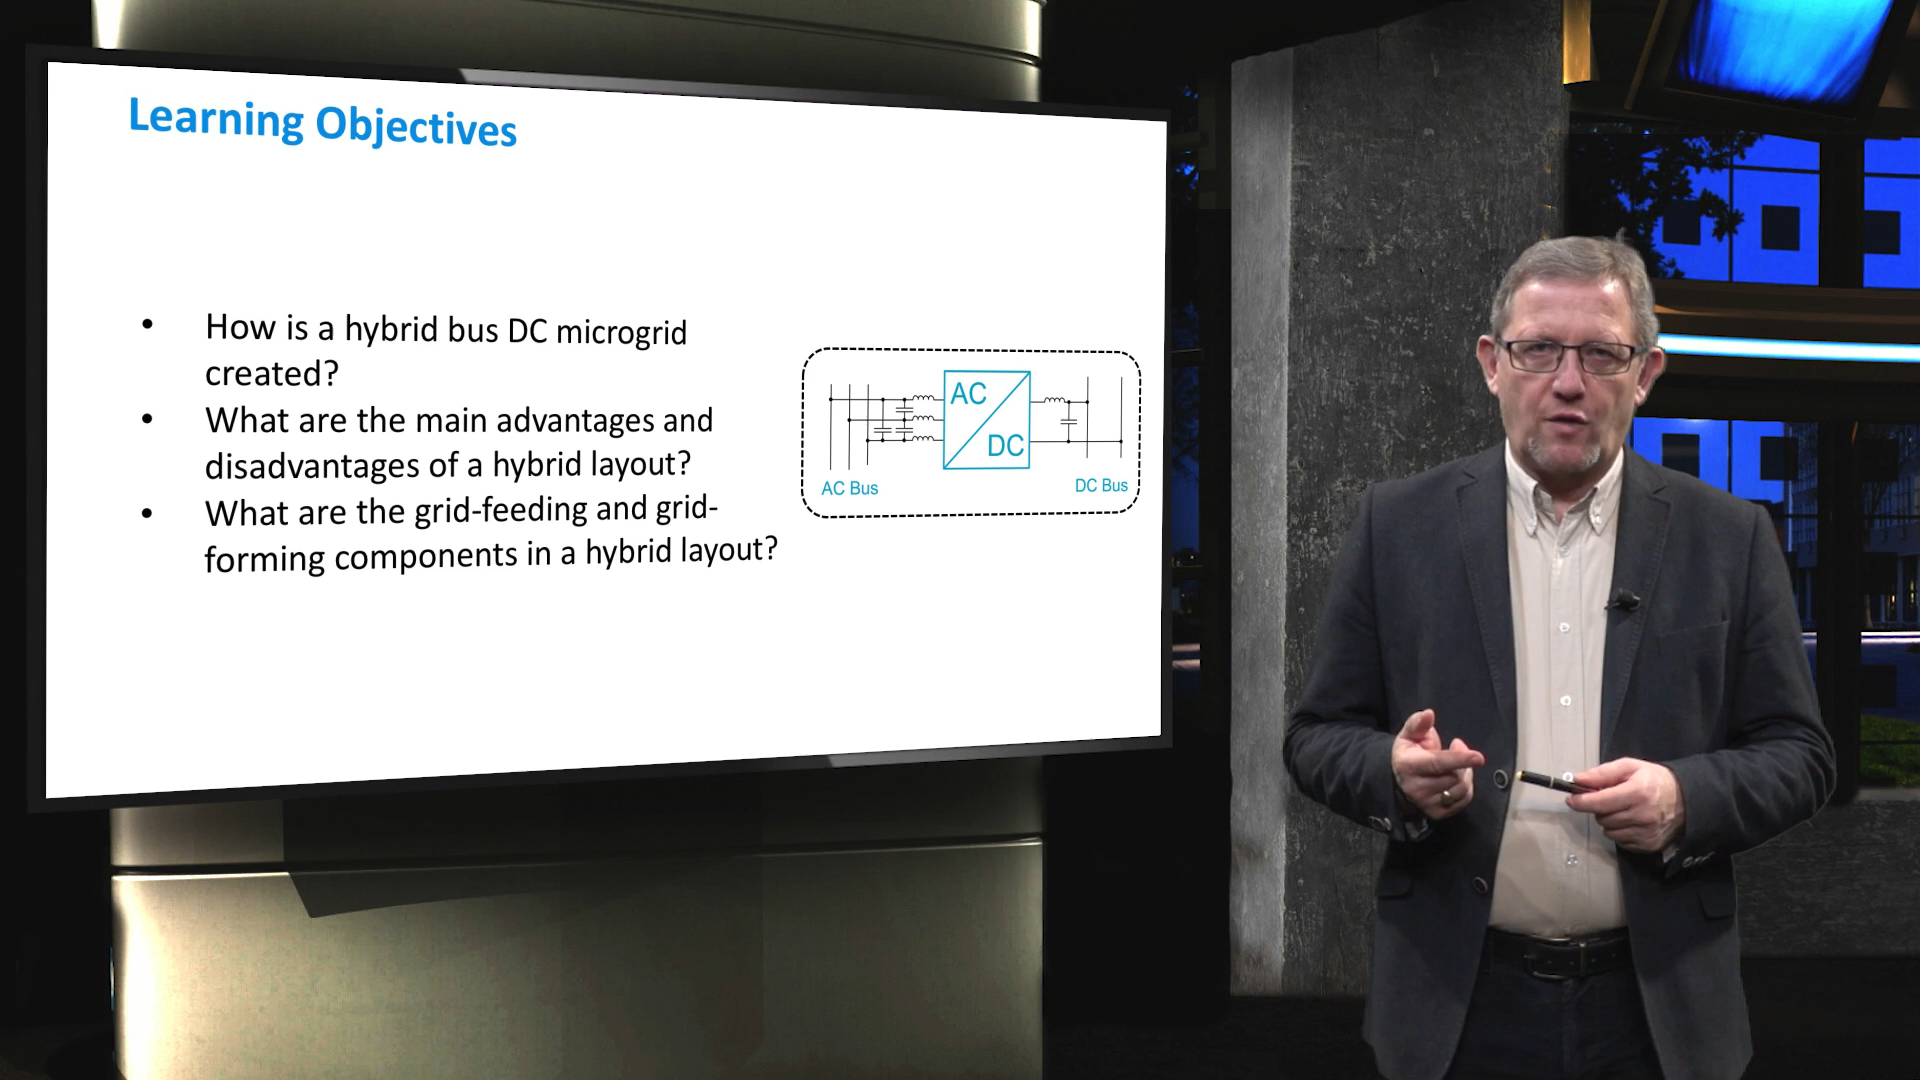 Learning Objectives
• How is a hybrid bus DC microgrid
created?
• What are the main advantages and
disadvantages of a hybrid layout?
• What are the grid-feeding and grid-
forming components in a hybrid layout?
AC
DC
AC Bus
DC Bus